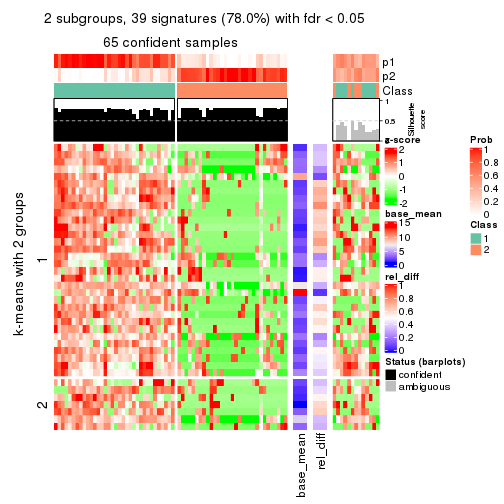 2 subgroups, 39 signatures (78.0%) with fdr < 0.05
65 confident samples
p1
p2
Class
1
0.5
0
Silhouette
score
z-score
2
1
0
-1
-2
base_mean
15
10
5
0
rel_diff
1
0.8
0.6
0.4
0.2
0
Status (barplots)
confident
ambiguous
Prob
1
0.8
0.6
0.4
0.2
0
Class
1
2
k-means with 2 groups
1
2
base_mean
rel_diff